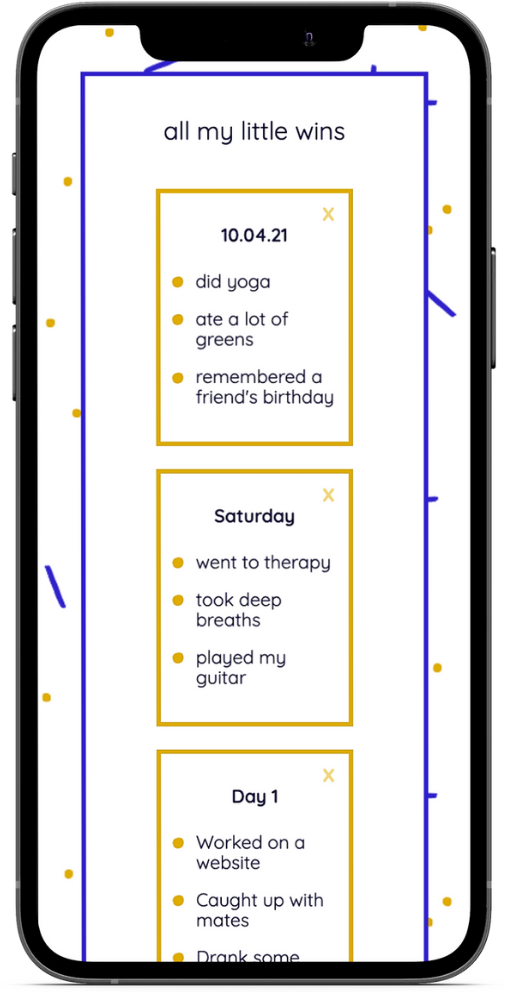 all my little wins
X
10.04.21
did yoga
ate a lot of
greens
remembered a
friend's birthday
X
Saturday
went to therapy
took deep
breaths
played my
guitar
X
Day 1
Worked on a
website
Caught up with
mates
Drank some